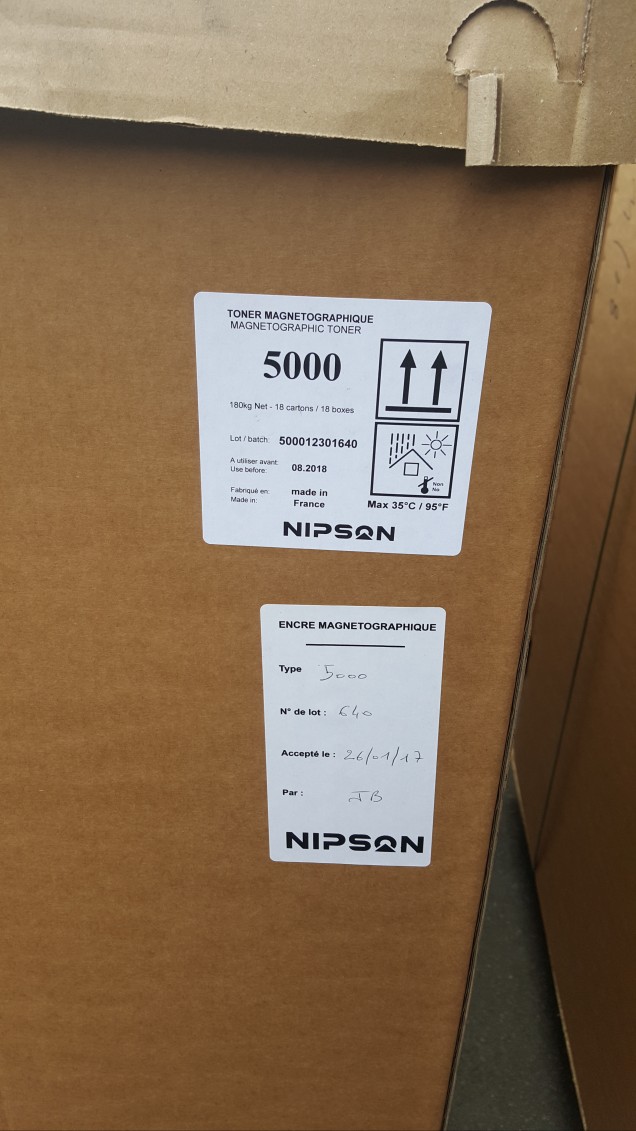 TONER MAGNETOGRAPHIQUE
MAGNETOGRAPHIC TONER
5000
180kg Net - 18 cartons / 18 boxes
Lot / batch: 500012301640
A utiliser avant:
Use before: 08.2018
Fabriqué en: made in
Made in: France
Non
No
Max 35°C / 95°F
NIPSON
ENCRE MAGNETOGRAPHIQUE
Type 5000
N° de lot : 640
Accepté le : 26/01/17
Par : JB
NIPSON